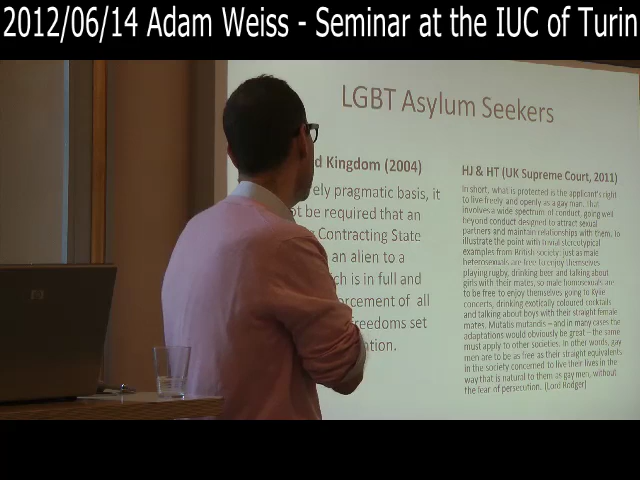 2012/06/14 Adam Weiss - Seminar at the IUC of Turin
LGBT Asylum Seekers
d Kingdom (2004)
rely pragmatic basis, it
ot be required that an
Contracting State
an alien to a
ch is in full and
orcement of all
freedoms set
ntion.
HJ & HT (UK Supreme Court, 2011)
In short, what is protected is the applicant's right
to live freely and openly as a gay man. That
involves a wide spectrum of conduct, going well
beyond conduct designed to attract sexual
partners and maintain relationships with them. To
illustrate the point with trivial stereotypical
examples from British society: just as male
heterosexuals are free to enjoy themselves
playing rugby, drinking beer and talking about
girls with their mates, so male homosexuals are
to be free to enjoy themselves going to Kylie
concerts, drinking exotically coloured cocktails
and talking about boys with their straight female
mates. Mutatis mutandis – and in many cases the
adaptations would obviously be great – the same
must apply to other societies. In other words, gay
men are to be as free as their straight equivalents
in the society concerned to live their lives in the
way that is natural to them as gay men, without
the fear of persecution. (Lord Rodger)